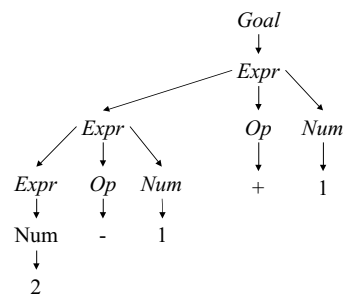 Goal
Expr
Expr Op Num
Expr Op Num + 1
Num - 1
2